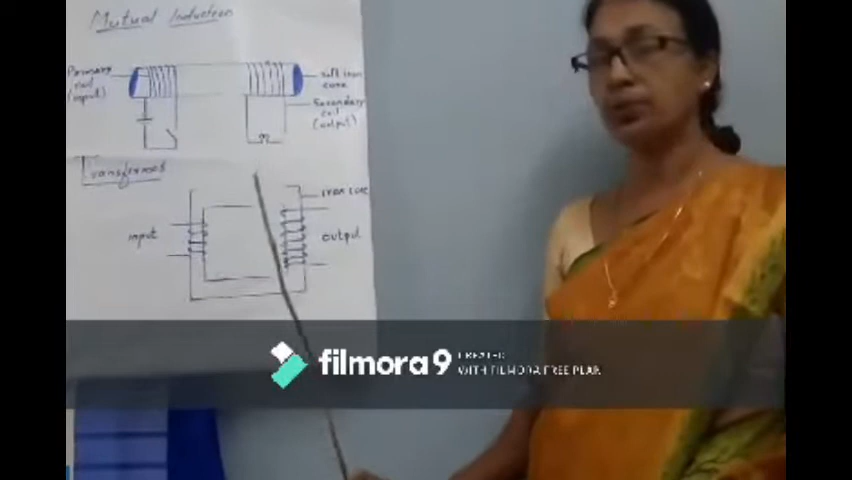 Mutual Induction
Primary
coil
(input)
soft iron
core
Secondary
coil
(output)
Transformer
iron core
input
output
filmora9
CREATED
WITH FILMORA FREE PLAN